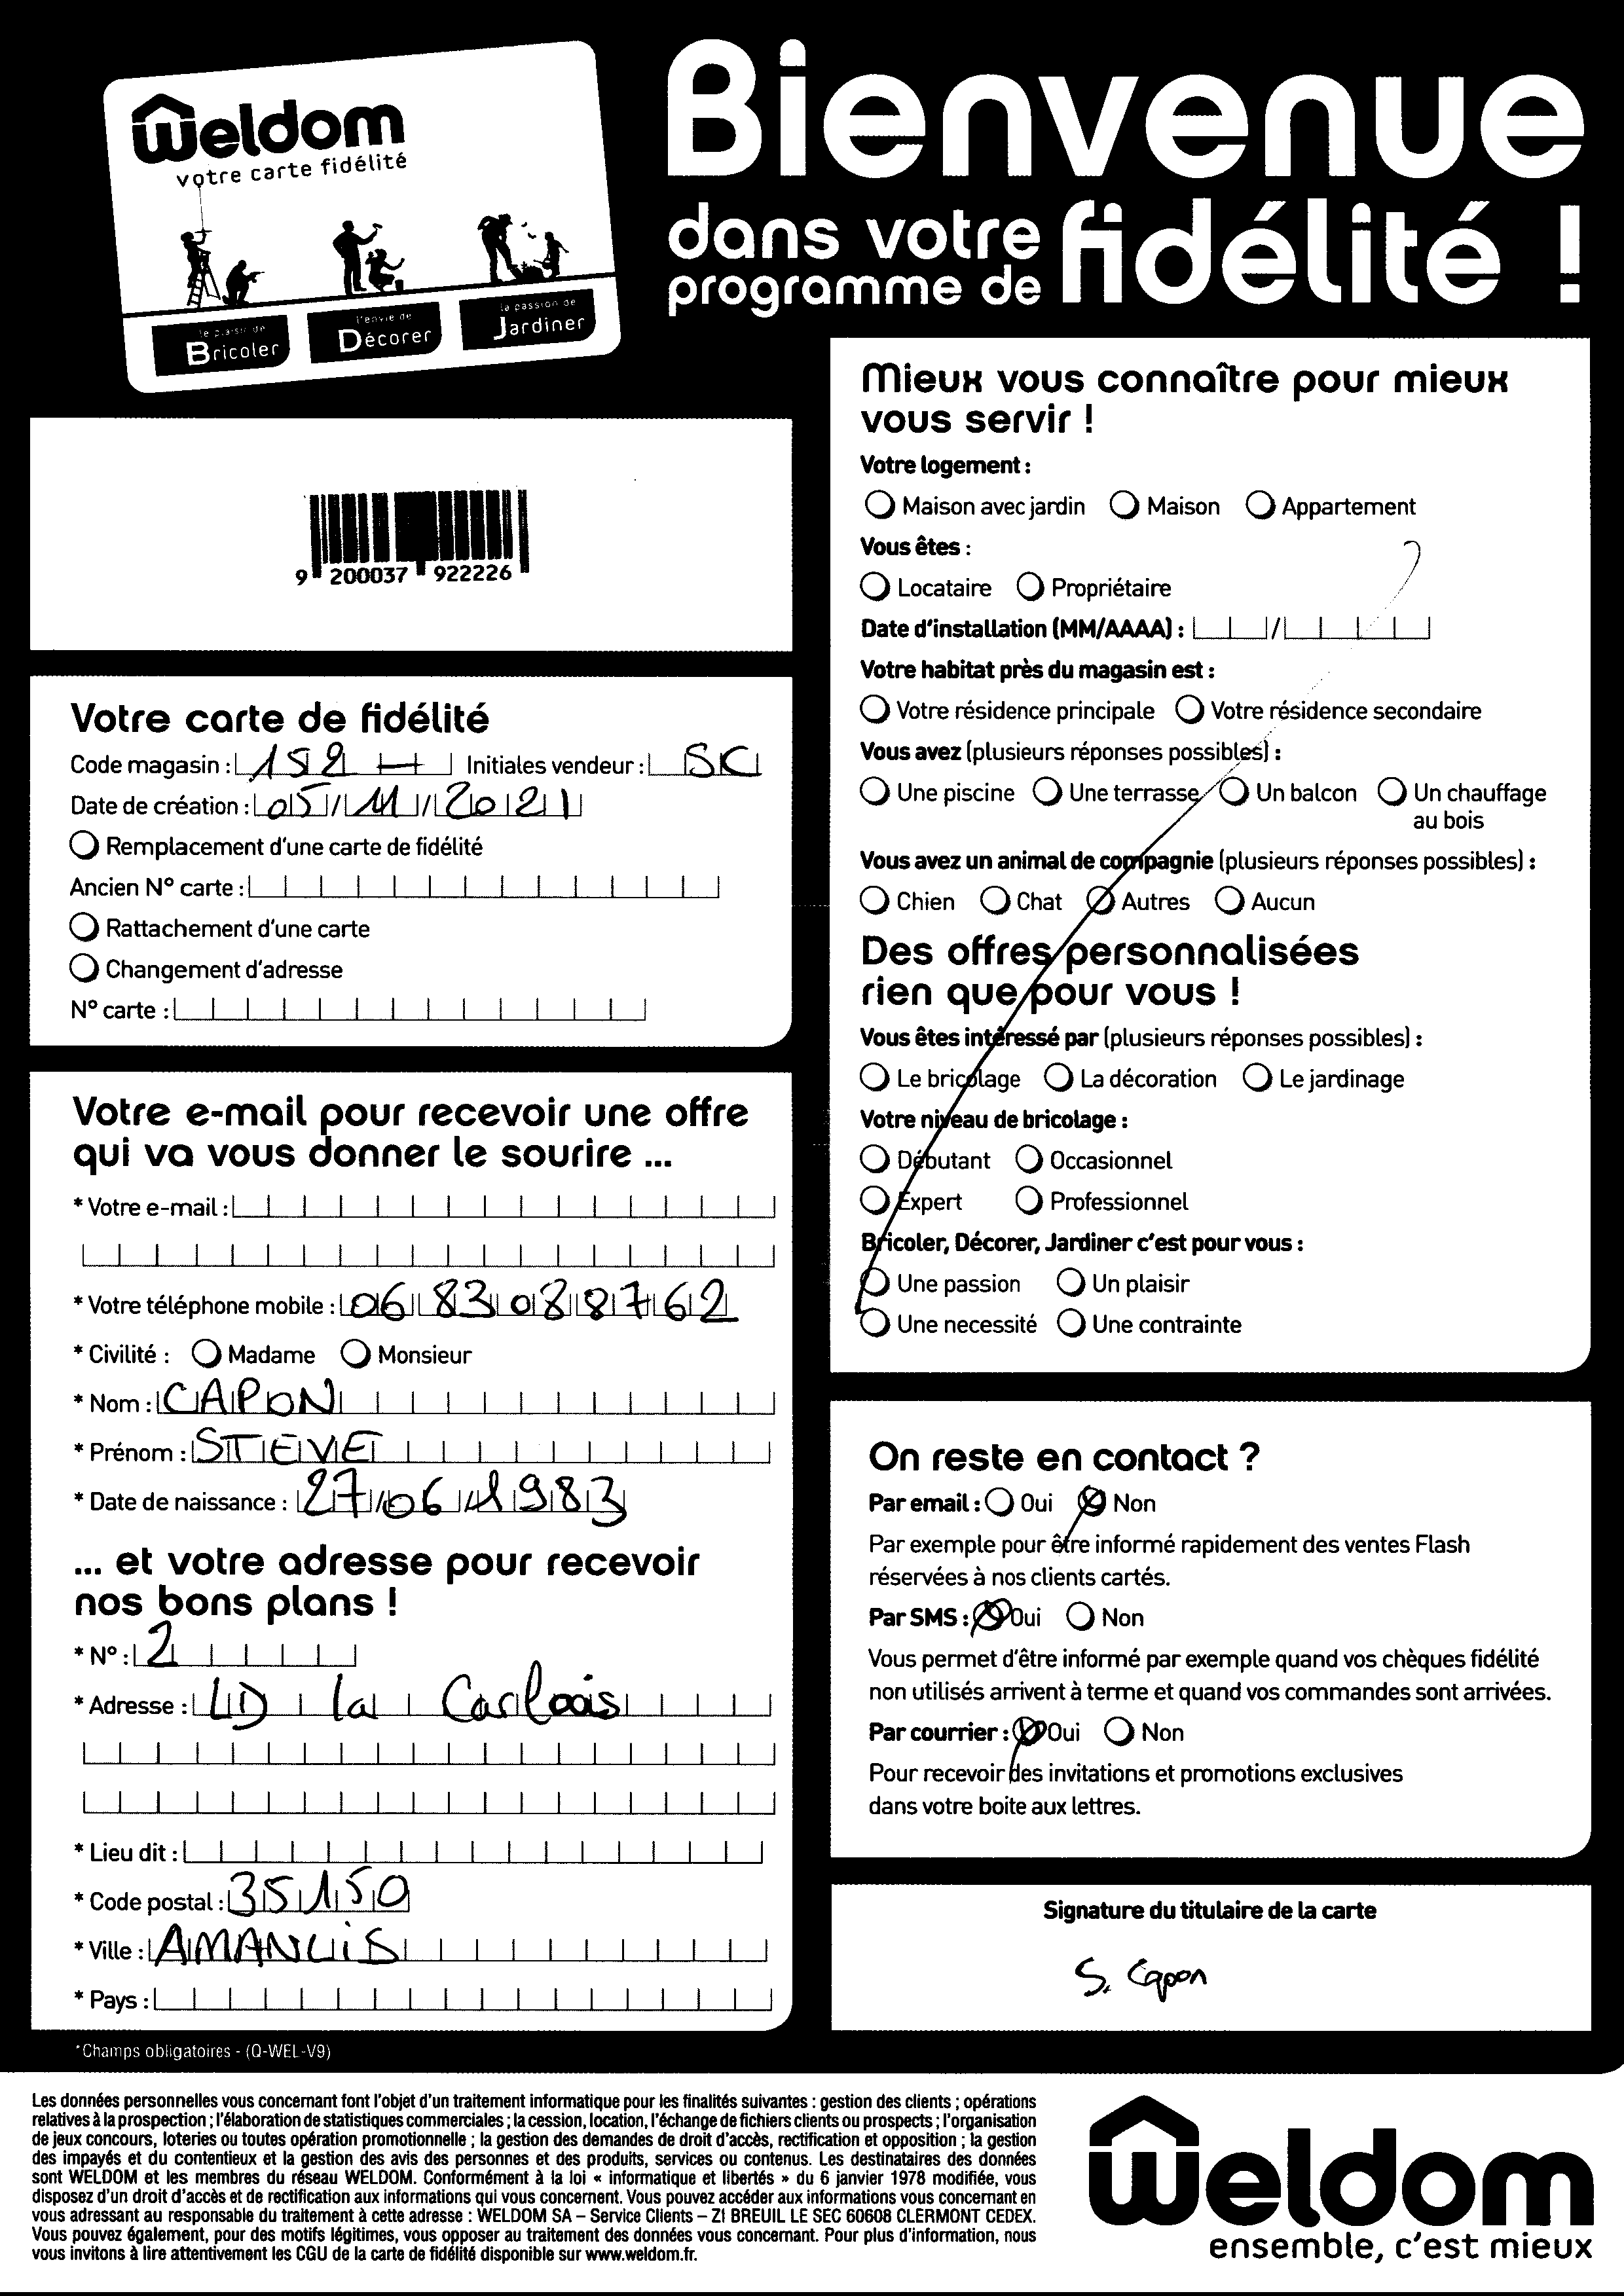 Weldom
votre carte fidélité
le plaisir de
Bricoler
l'envie de
Décorer
la passion de
Jardiner
Bienvenue
dans votre
programme de fidélité !
9 200037 922226
Votre carte de fidélité
Code magasin : 152 Initiales vendeur : SC
Date de création : 05/11/2021
Remplacement d'une carte de fidélité
Ancien N° carte :
Rattachement d'une carte
Changement d'adresse
N° carte :
Votre e-mail pour recevoir une offre
qui va vous donner le sourire ...
* Votre e-mail :
* Votre téléphone mobile : 0683088762
* Civilité : Madame Monsieur
* Nom : CAPON
* Prénom : STEVE
* Date de naissance : 27/06/1983
... et votre adresse pour recevoir
nos bons plans !
* N° : 2
* Adresse : LD la
* Lieu dit :
* Code postal : 35150
* Ville : AMANLIS
* Pays :
*Champs obligatoires - (Q-WEL-V9)
Mieux vous connaître pour mieux
vous servir !
Votre logement :
Maison avec jardin Maison Appartement
Vous êtes :
Locataire Propriétaire
Date d'installation (MM/AAAA) : /
Votre habitat près du magasin est :
Votre résidence principale Votre résidence secondaire
Vous avez (plusieurs réponses possibles) :
Une piscine Une terrasse Un balcon Un chauffage
au bois
Vous avez un animal de compagnie (plusieurs réponses possibles) :
Chien Chat Autres Aucun
Des offres personnalisées
rien que pour vous !
Vous êtes intéressé par (plusieurs réponses possibles) :
Le bricolage La décoration Le jardinage
Votre niveau de bricolage :
Débutant Occasionnel
Expert Professionnel
Bricoler, Décorer, Jardiner c'est pour vous :
Une passion Un plaisir
Une necessité Une contrainte
On reste en contact ?
Par email : Oui Non
Par exemple pour être informé rapidement des ventes Flash
réservées à nos clients cartés.
Par SMS : Oui Non
Vous permet d'être informé par exemple quand vos chèques fidélité
non utilisés arrivent à terme et quand vos commandes sont arrivées.
Par courrier : Oui Non
Pour recevoir des invitations et promotions exclusives
dans votre boite aux lettres.
Signature du titulaire de la carte
S. Capon
Les données personnelles vous concernant font l'objet d'un traitement informatique pour les finalités suivantes : gestion des clients ; opérations
relatives à la prospection ; l'élaboration de statistiques commerciales ; la cession, location, l'échange de fichiers clients ou prospects ; l'organisation
de jeux concours, loteries ou toutes opération promotionnelle ; la gestion des demandes de droit d'accès, rectification et opposition ; la gestion
des impayés et du contentieux et la gestion des avis des personnes et des produits, services ou contenus. Les destinataires des données
sont WELDOM et les membres du réseau WELDOM. Conformément à la loi « informatique et libertés » du 6 janvier 1978 modifiée, vous
disposez d'un droit d'accès et de rectification aux informations qui vous concernent. Vous pouvez accéder aux informations vous concernant en
vous adressant au responsable du traitement à cette adresse : WELDOM SA – Service Clients – ZI BREUIL LE SEC 60608 CLERMONT CEDEX.
Vous pouvez également, pour des motifs légitimes, vous opposer au traitement des données vous concernant. Pour plus d'information, nous
vous invitons à lire attentivement les CGU de la carte de fidélité disponible sur www.weldom.fr.
Weldom
ensemble, c'est mieux